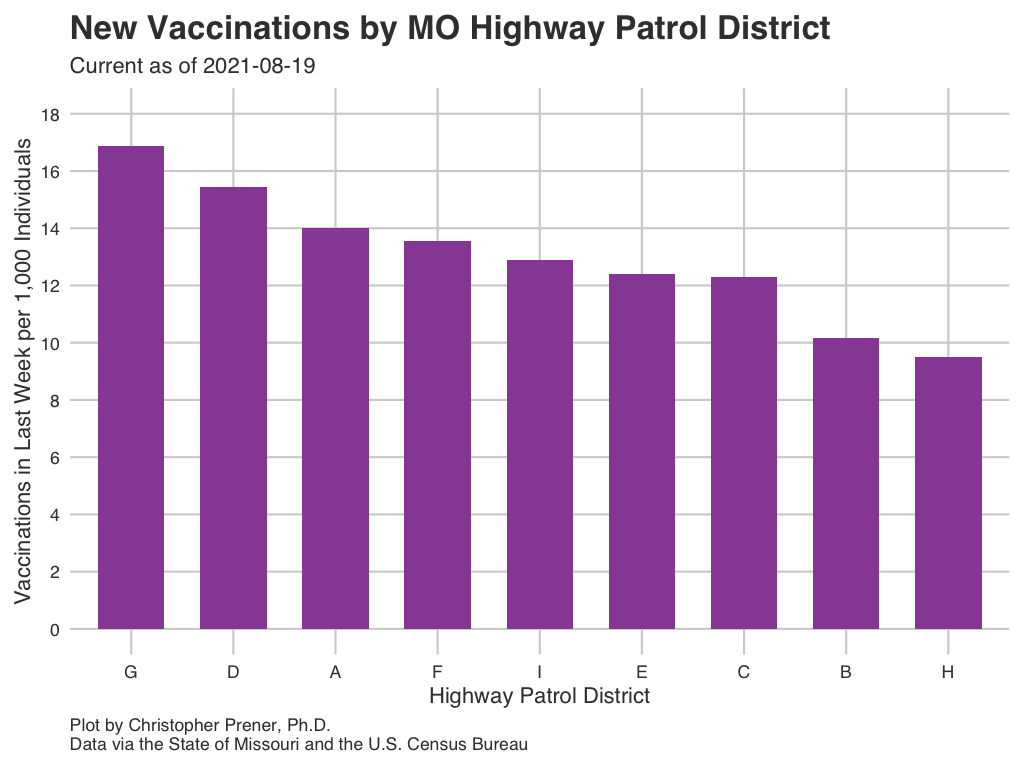 New Vaccinations by MO Highway Patrol District
Current as of 2021-08-19
Vaccinations in Last Week per 1,000 Individuals
18
16
14
12
10
8
6
4
2
0
G D A F I E C B H
Highway Patrol District
Plot by Christopher Prener, Ph.D.
Data via the State of Missouri and the U.S. Census Bureau